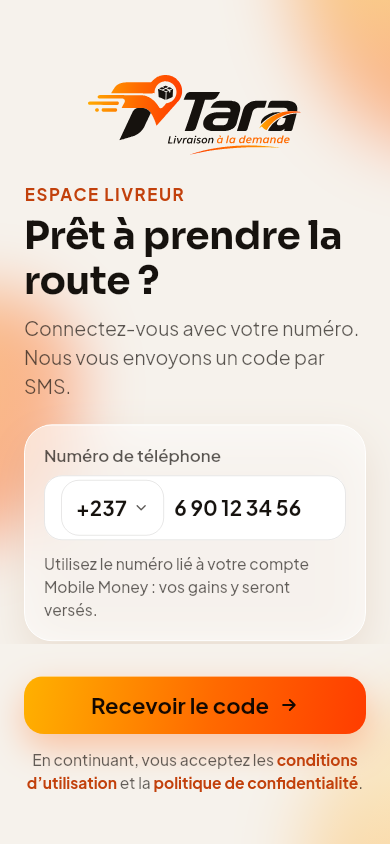 Tara
Livraison à la demande
ESPACE LIVREUR
Prêt à prendre la
route ?
Connectez-vous avec votre numéro.
Nous vous envoyons un code par
SMS.
Numéro de téléphone
+237 6 90 12 34 56
Utilisez le numéro lié à votre compte
Mobile Money : vos gains y seront
versés.
Recevoir le code →
En continuant, vous acceptez les conditions
d’utilisation et la politique de confidentialité.